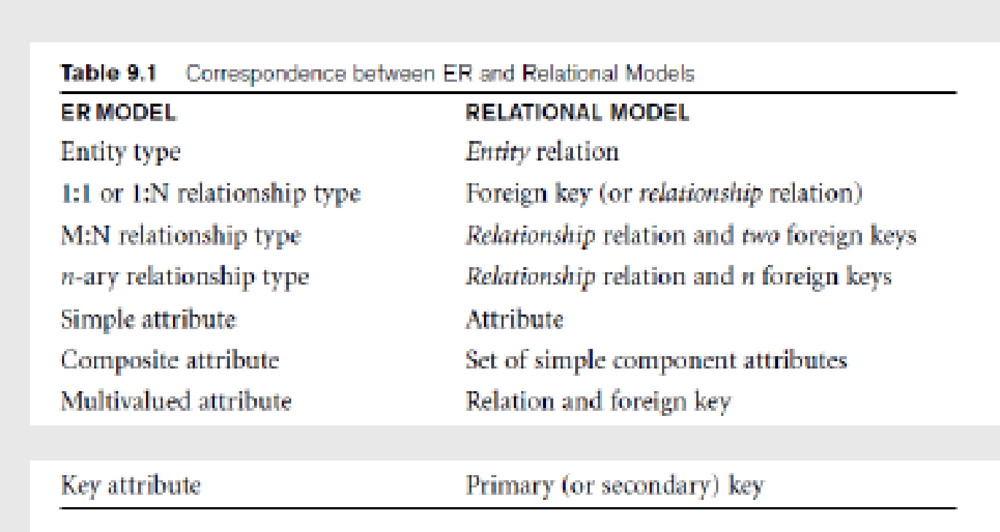 Table 9.1 Correspondence between ER and Relational Models
ER MODEL RELATIONAL MODEL
Entity type Entity relation
1:1 or 1:N relationship type Foreign key (or relationship relation)
M:N relationship type Relationship relation and two foreign keys
n-ary relationship type Relationship relation and n foreign keys
Simple attribute Attribute
Composite attribute Set of simple component attributes
Multivalued attribute Relation and foreign key
Key attribute Primary (or secondary) key